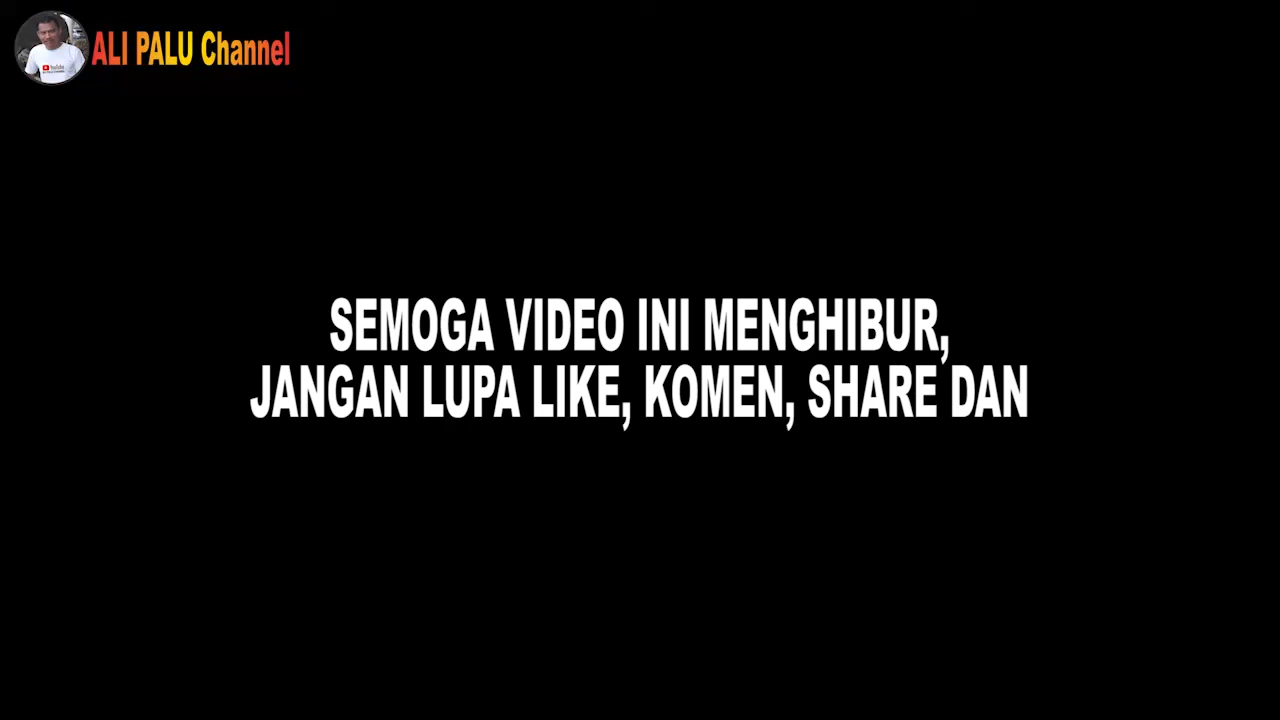 ALI PALU Channel
SEMOGA VIDEO INI MENGHIBUR,
JANGAN LUPA LIKE, KOMEN, SHARE DAN